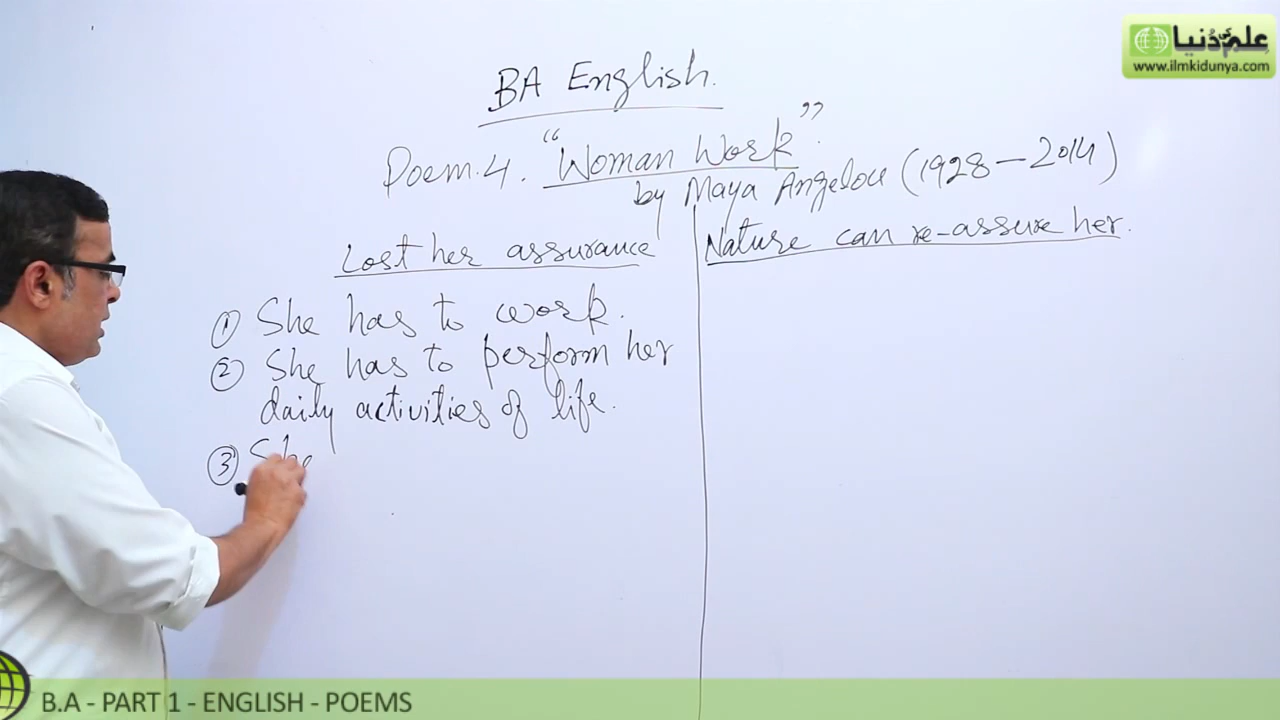 علم کی دُنیا
www.ilmkidunya.com
BA English.
Poem.4. "Woman Work".
by Maya Angelou (1928-2014)
Lost her assurance
① She has to work.
② She has to perform her
daily activities of life.
③ She
Nature can re-assure her.
B.A - PART 1 - ENGLISH - POEMS